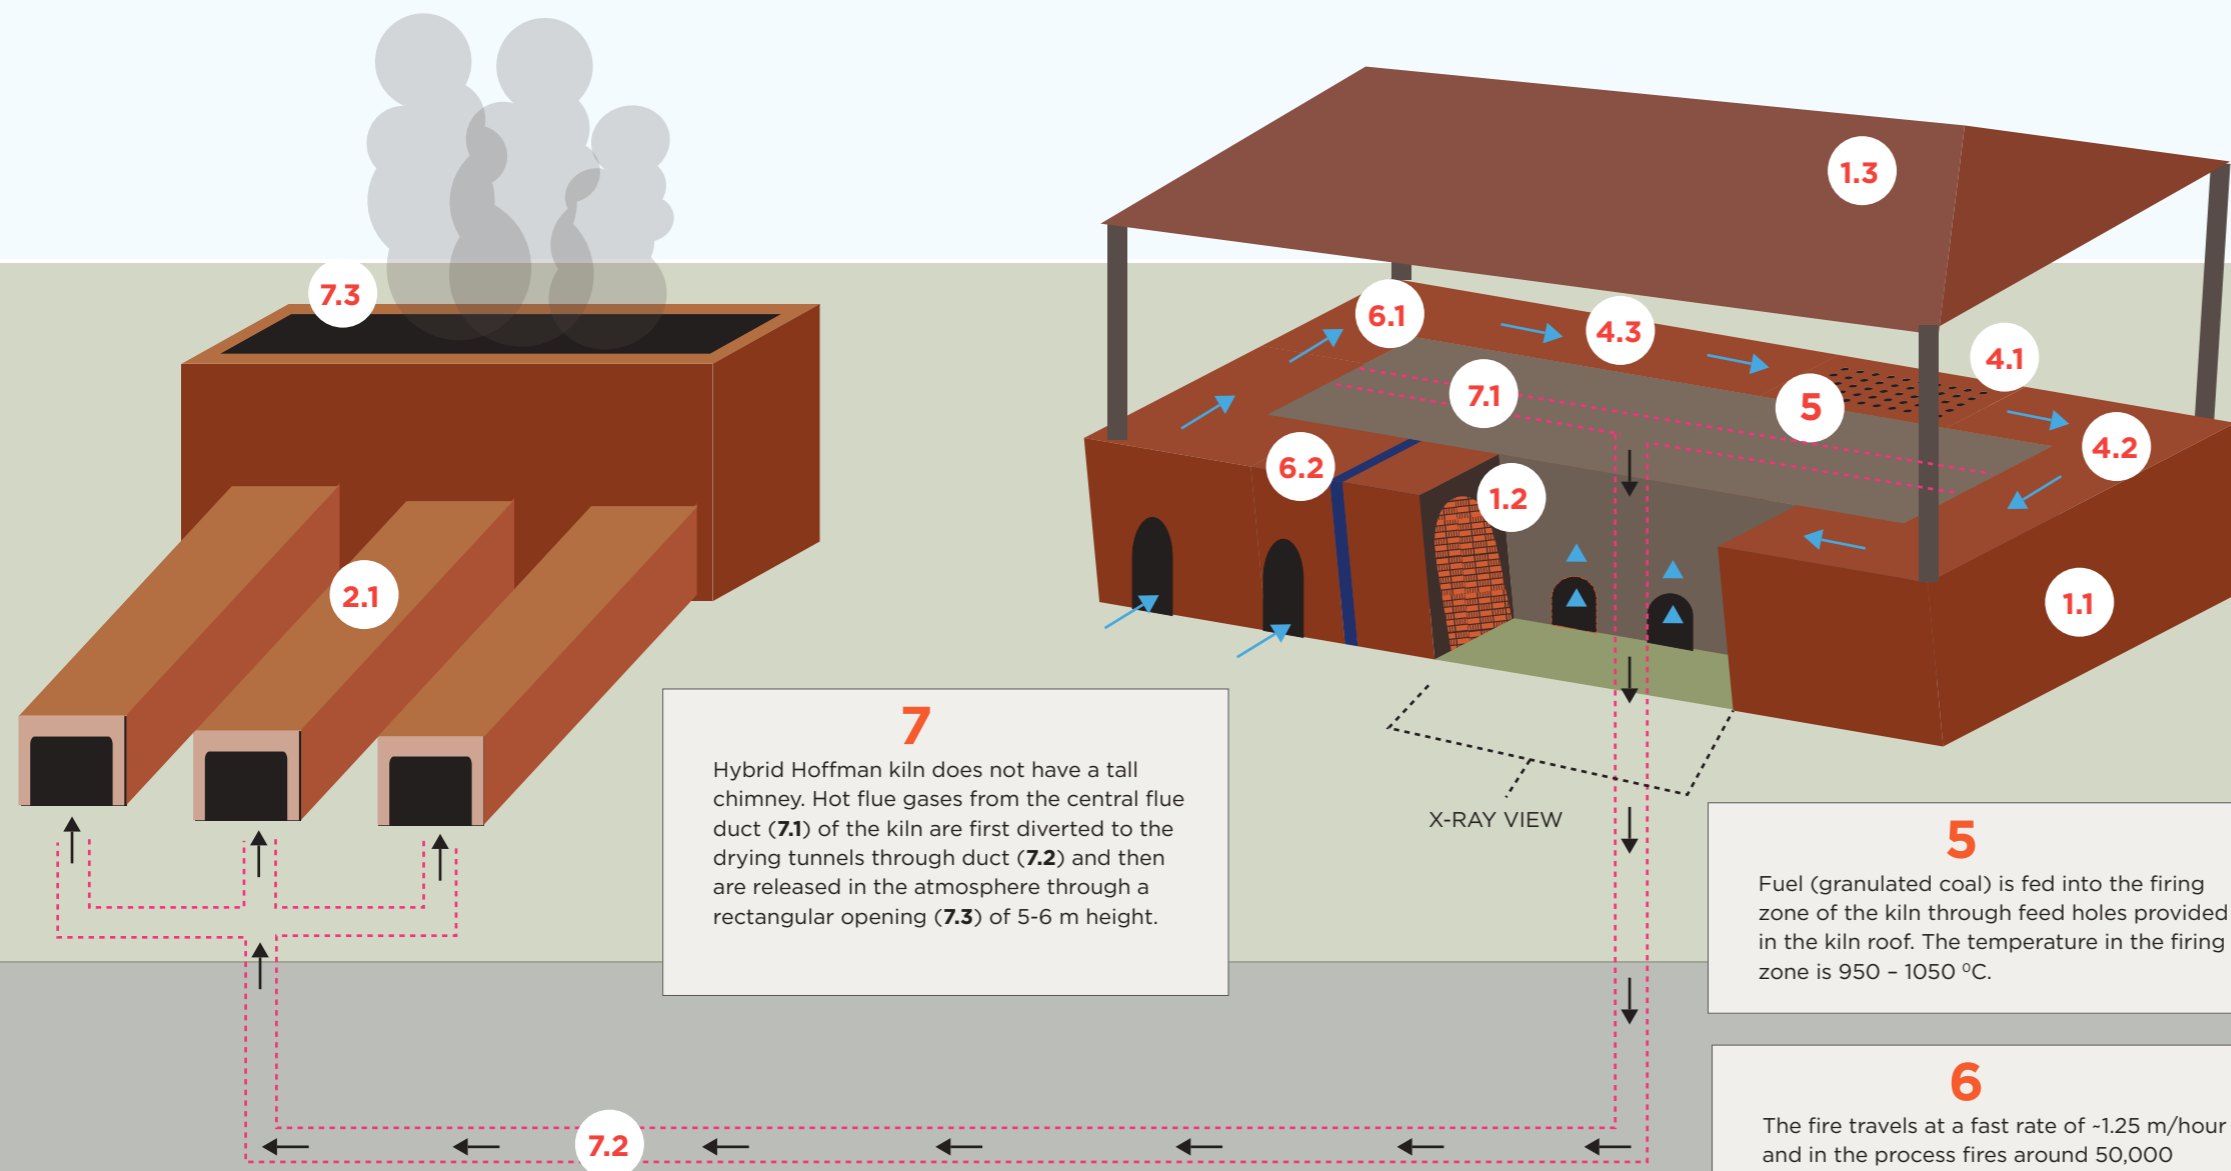 1.3
7.3
6.1
4.3
4.1
7.1
5
4.2
6.2
1.2
2.1
1.1
7
Hybrid Hoffman kiln does not have a tall
chimney. Hot flue gases from the central flue
duct (7.1) of the kiln are first diverted to the
drying tunnels through duct (7.2) and then
are released in the atmosphere through a
rectangular opening (7.3) of 5-6 m height.
X-RAY VIEW
5
Fuel (granulated coal) is fed into the firing
zone of the kiln through feed holes provided
in the kiln roof. The temperature in the firing
zone is 950 – 1050 ⁰C.
6
The fire travels at a fast rate of ~1.25 m/hour
and in the process fires around 50,000
7.2